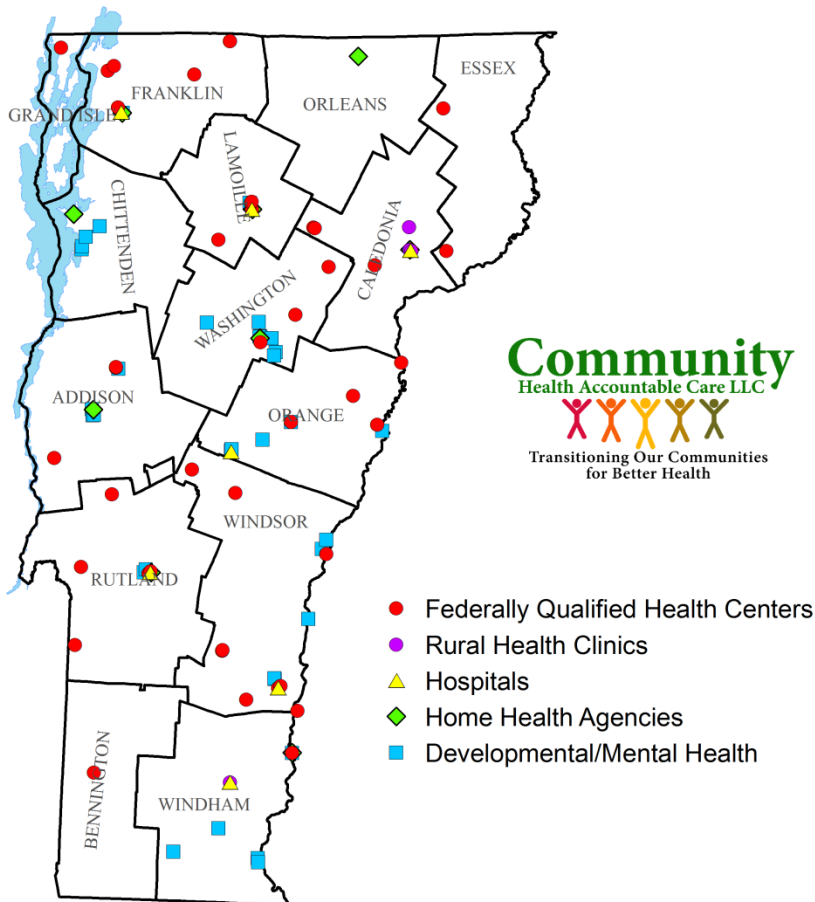 ESSEX
FRANKLIN
ORLEANS
GRAND ISLE
LAMOILLE
CHITTENDEN
CALEDONIA
WASHINGTON
Community
Health Accountable Care LLC
Transitioning Our Communities
for Better Health
ADDISON
ORANGE
WINDSOR
RUTLAND
Federally Qualified Health Centers
Rural Health Clinics
Hospitals
Home Health Agencies
Developmental/Mental Health
BENNINGTON
WINDHAM